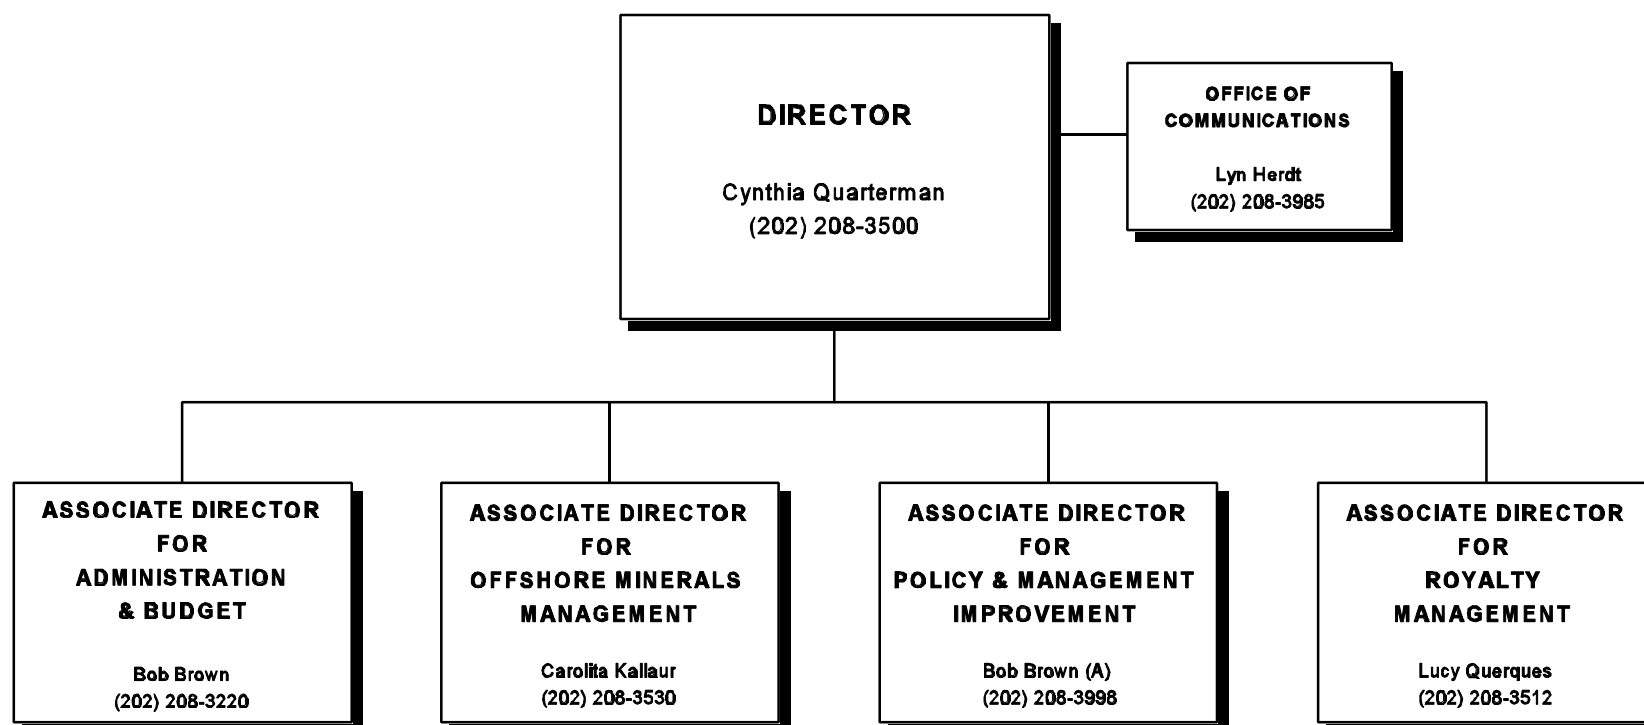 DIRECTOR
Cynthia Quarterman
(202) 208-3500
OFFICE OF
COMMUNICATIONS
Lyn Herdt
(202) 208-3985
ASSOCIATE DIRECTOR
FOR
ADMINISTRATION
& BUDGET
Bob Brown
(202) 208-3220
ASSOCIATE DIRECTOR
FOR
OFFSHORE MINERALS
MANAGEMENT
Carolita Kallaur
(202) 208-3530
ASSOCIATE DIRECTOR
FOR
POLICY & MANAGEMENT
IMPROVEMENT
Bob Brown (A)
(202) 208-3998
ASSOCIATE DIRECTOR
FOR
ROYALTY
MANAGEMENT
Lucy Querques
(202) 208-3512